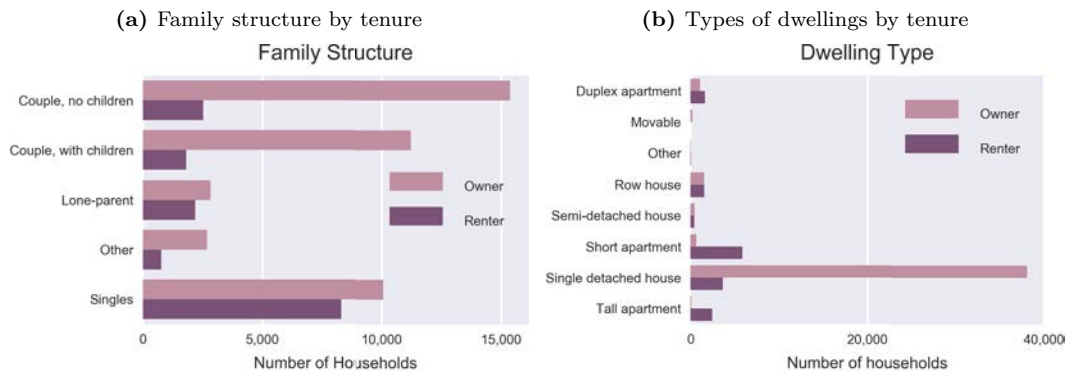 (a) Family structure by tenure
Family Structure
Couple, no children
Couple, with children
Lone-parent
Other
Singles
Owner
Renter
0 5,000 10,000 15,000
Number of Households
(b) Types of dwellings by tenure
Dwelling Type
Duplex apartment
Movable
Other
Row house
Semi-detached house
Short apartment
Single detached house
Tall apartment
Owner
Renter
0 20,000 40,000
Number of households